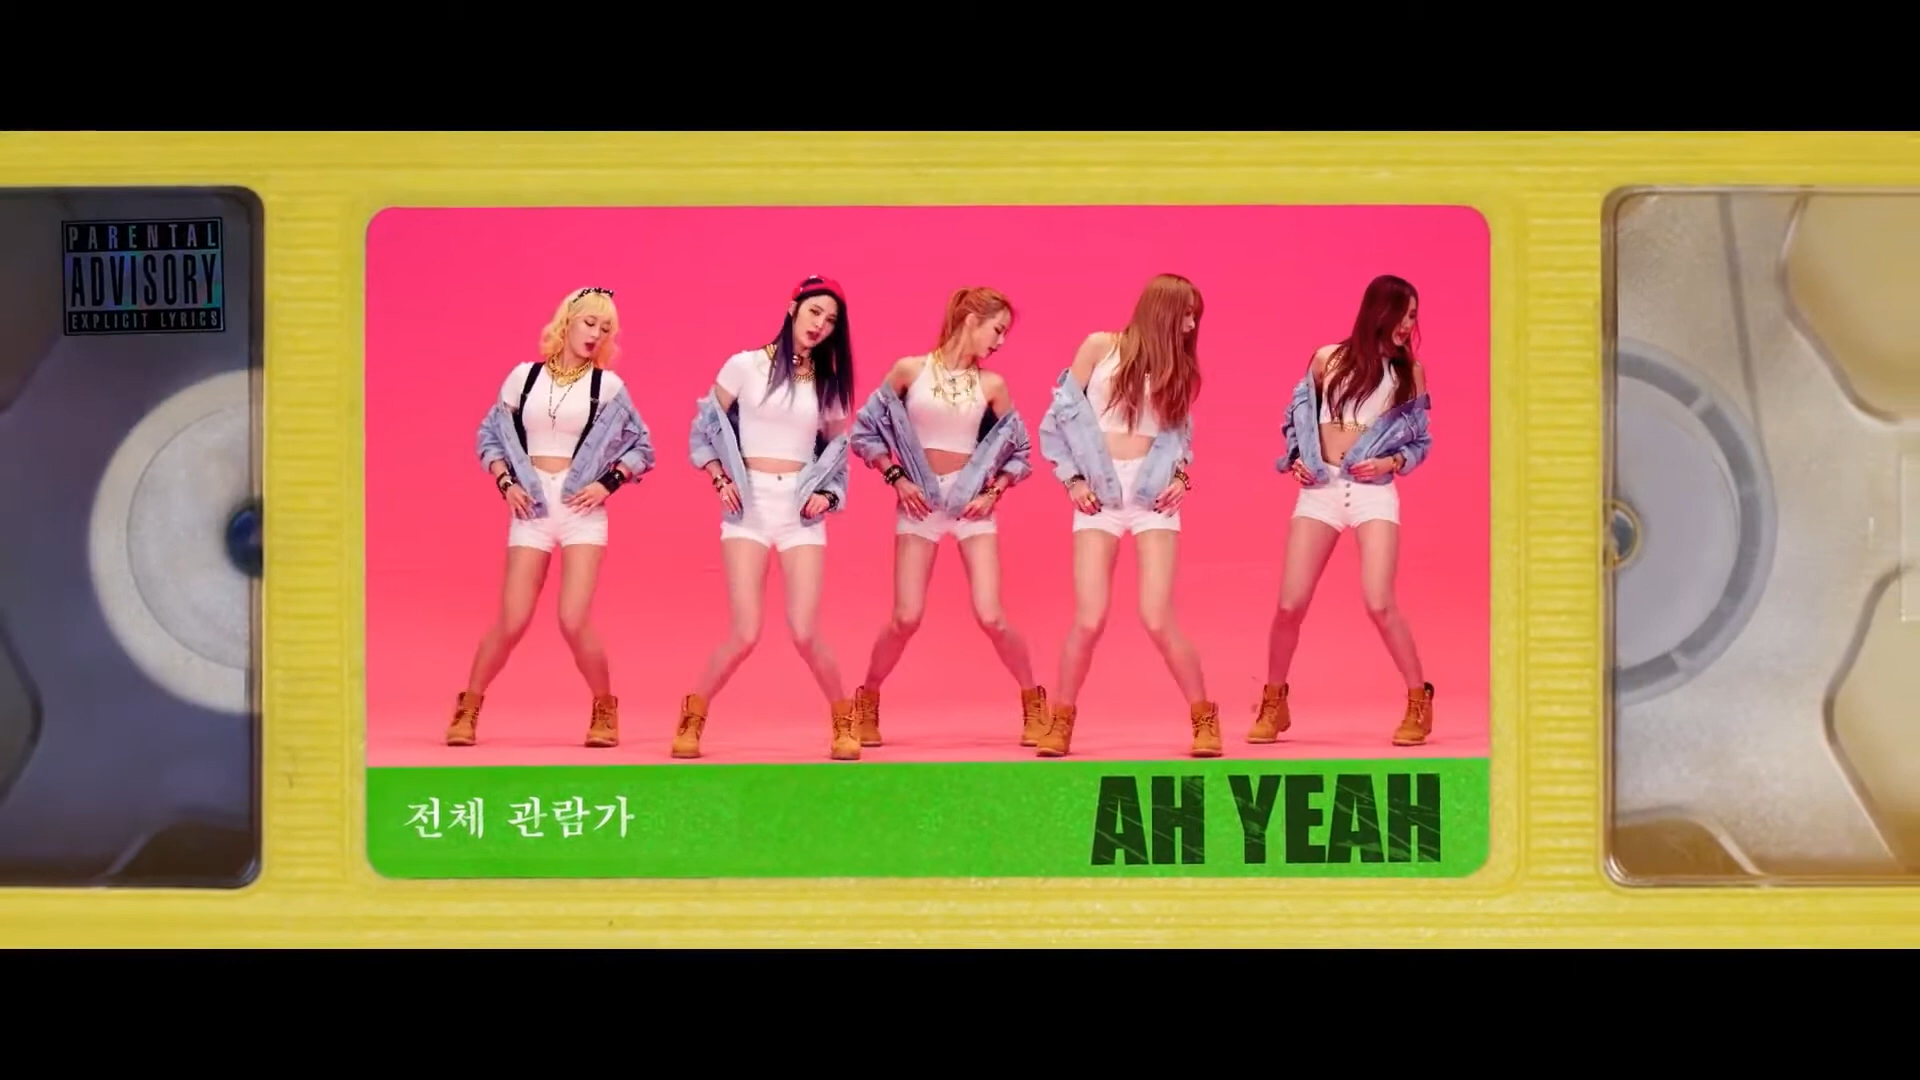 PARENTAL
ADVISORY
EXPLICIT LYRICS
전체 관람가
AH YEAH